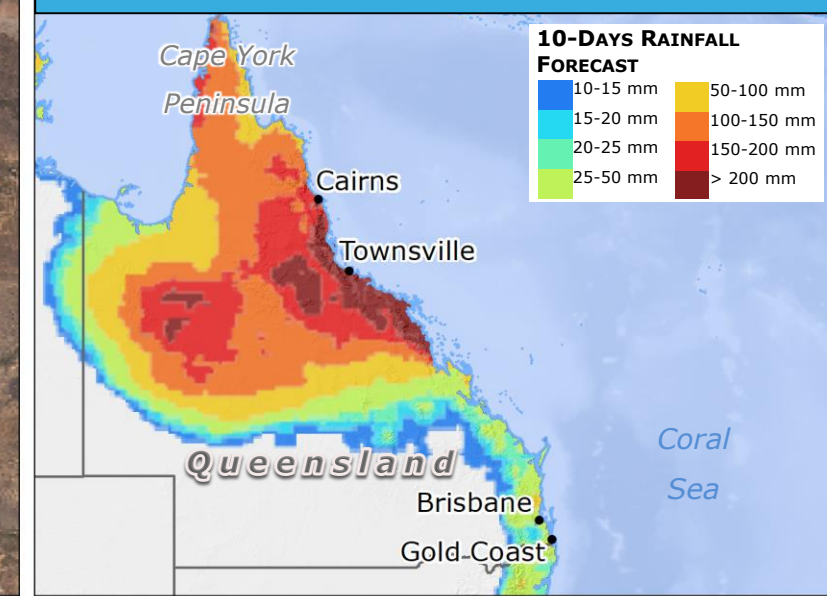 10-DAYS RAINFALL
FORECAST
10-15 mm
15-20 mm
20-25 mm
25-50 mm
50-100 mm
100-150 mm
150-200 mm
> 200 mm
Cape York
Peninsula
Cairns
Townsville
Queensland
Coral
Sea
Brisbane
Gold Coast